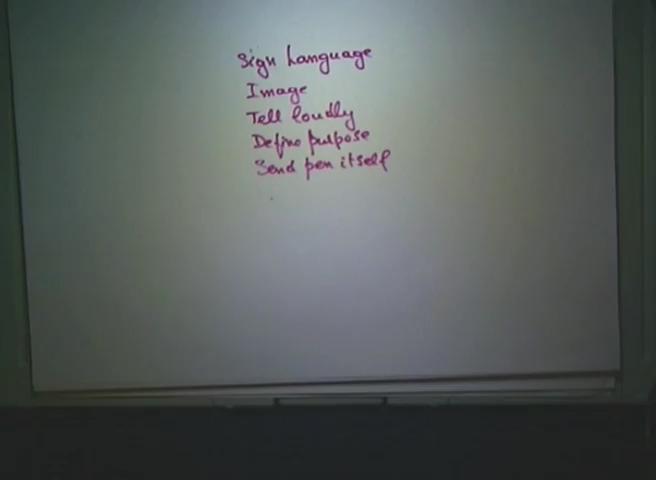 Sign Language
Image
Tell loudly
Define purpose
Send pen itself